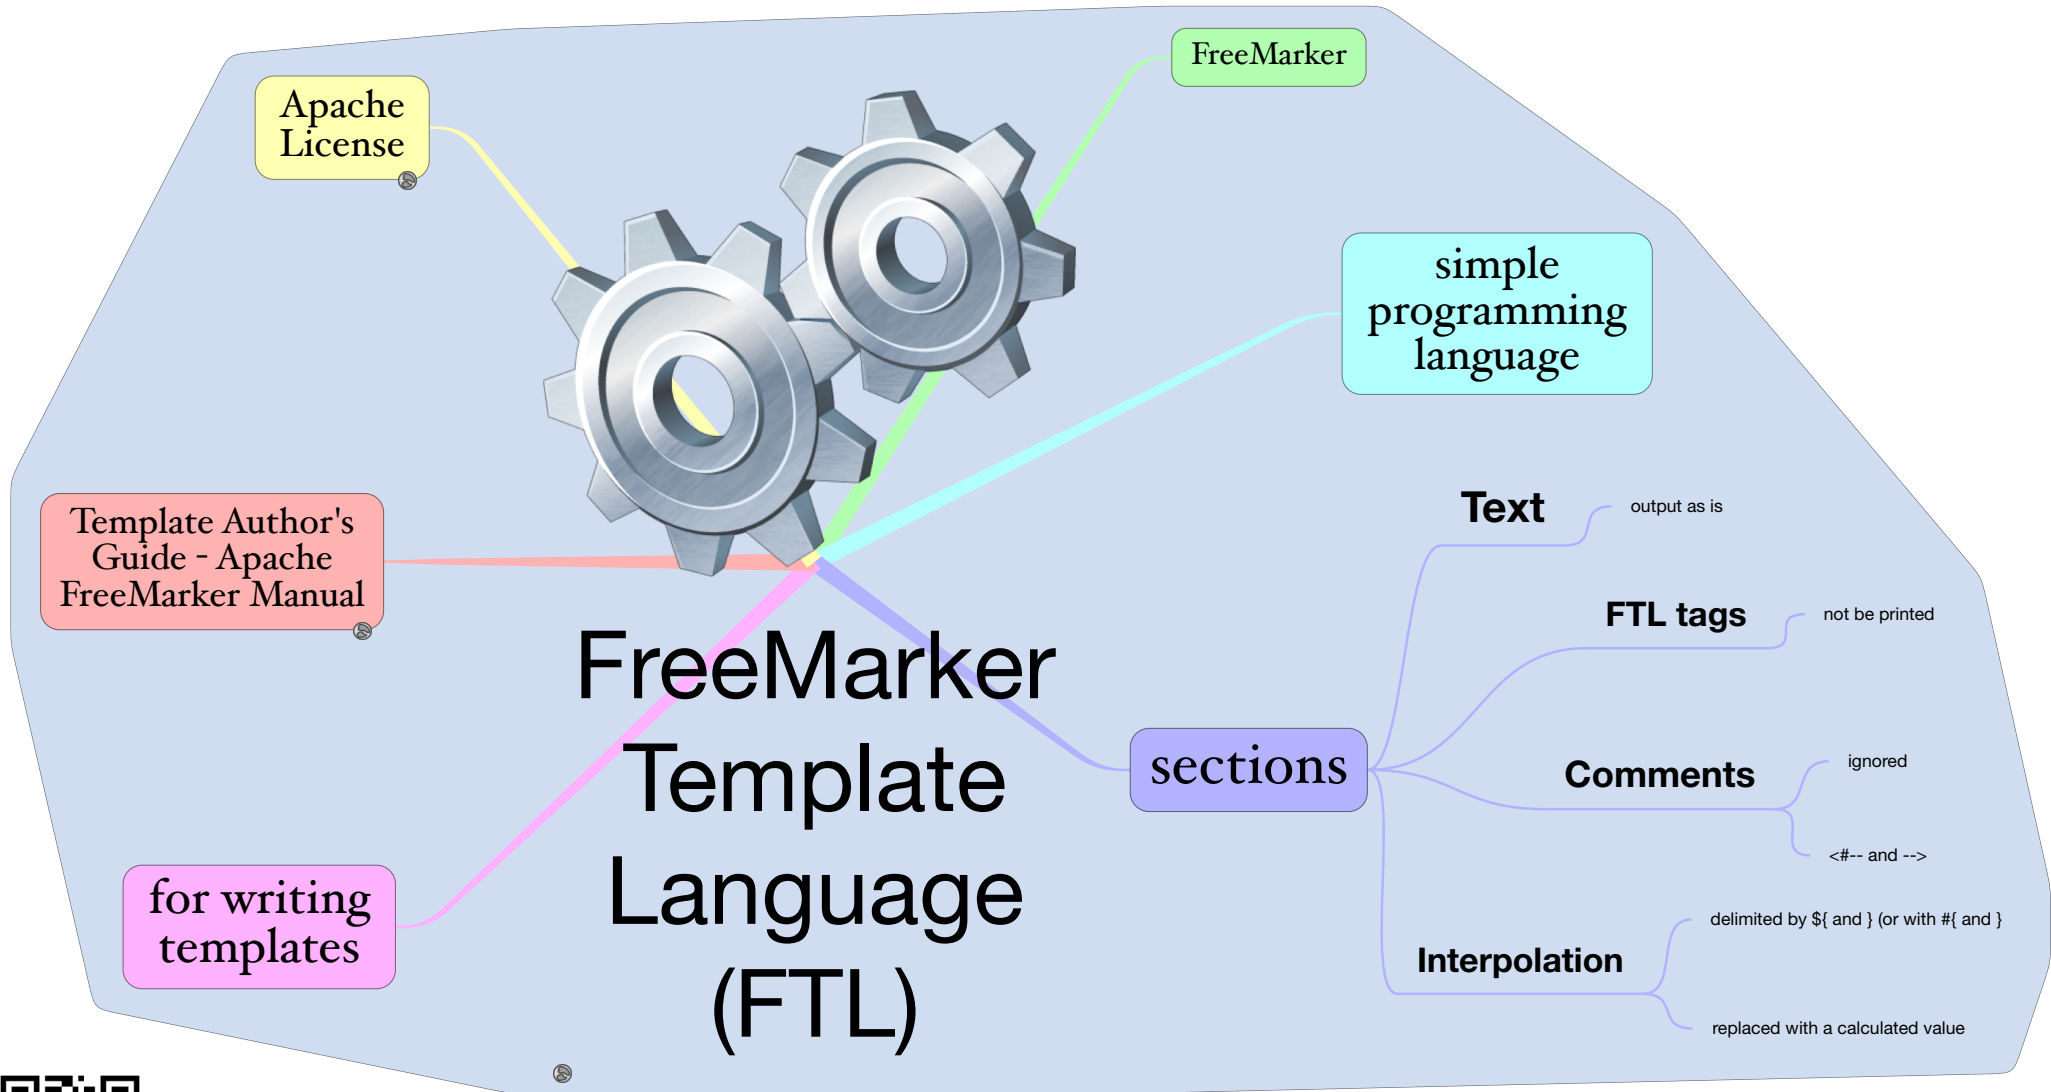 FreeMarker
Apache
License
simple
programming
language
Template Author's
Guide - Apache
FreeMarker Manual
for writing
templates
FreeMarker
Template
Language
(FTL)
sections
Text
output as is
FTL tags
not be printed
Comments
ignored
<#-- and -->
Interpolation
delimited by ${ and } (or with #{ and }
replaced with a calculated value